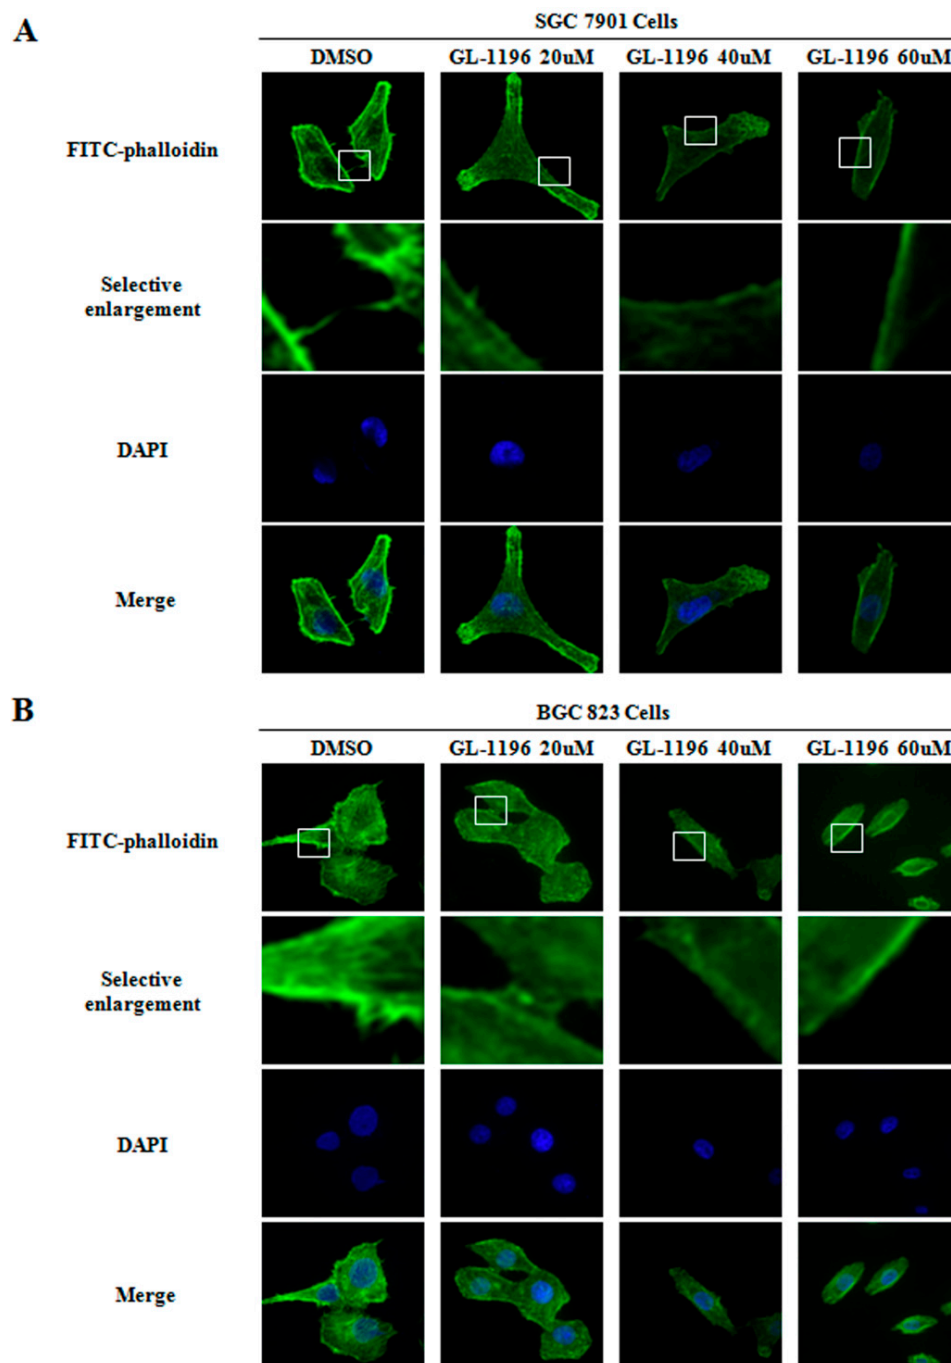 A
SGC 7901 Cells
DMSO GL-1196 20uM GL-1196 40uM GL-1196 60uM
FITC-phalloidin
Selective
enlargement
DAPI
Merge
B
BGC 823 Cells
DMSO GL-1196 20uM GL-1196 40uM GL-1196 60uM
FITC-phalloidin
Selective
enlargement
DAPI
Merge